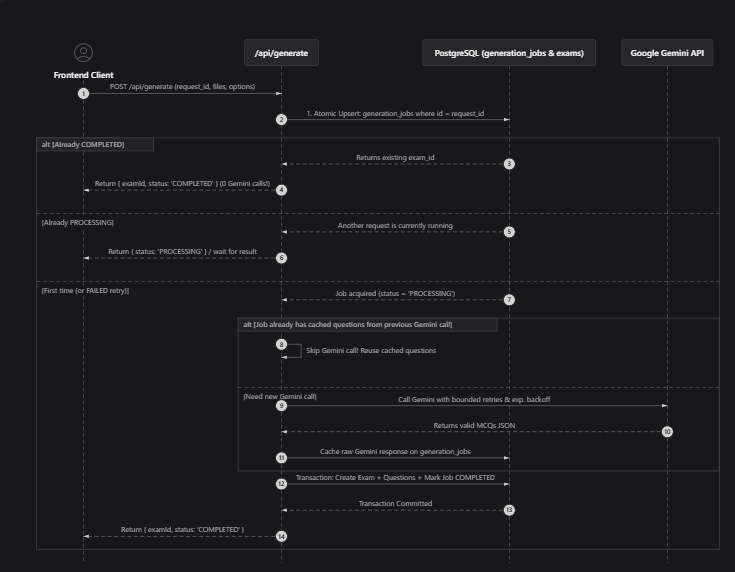 /api/generate
PostgreSQL (generation_jobs & exams)
Google Gemini API
Frontend Client
1
POST /api/generate (request_id, files, options)
2
1. Atomic Upsert: generation_jobs where id = request_id
alt [Already COMPLETED]
Returns existing exam_id
3
Return { examId, status: 'COMPLETED' } (0 Gemini calls!)
4
[Already PROCESSING]
Another request is currently running
5
Return { status: 'PROCESSING' } / wait for result
6
[First time (or FAILED retry)]
Job acquired (status = 'PROCESSING')
7
alt [Job already has cached questions from previous Gemini call]
8
Skip Gemini call! Reuse cached questions
[Need new Gemini call]
9
Call Gemini with bounded retries & exp. backoff
Returns valid MCQs JSON
10
11
Cache raw Gemini response on generation_jobs
12
Transaction: Create Exam + Questions + Mark Job COMPLETED
Transaction Committed
13
Return { examId, status: 'COMPLETED' }
14